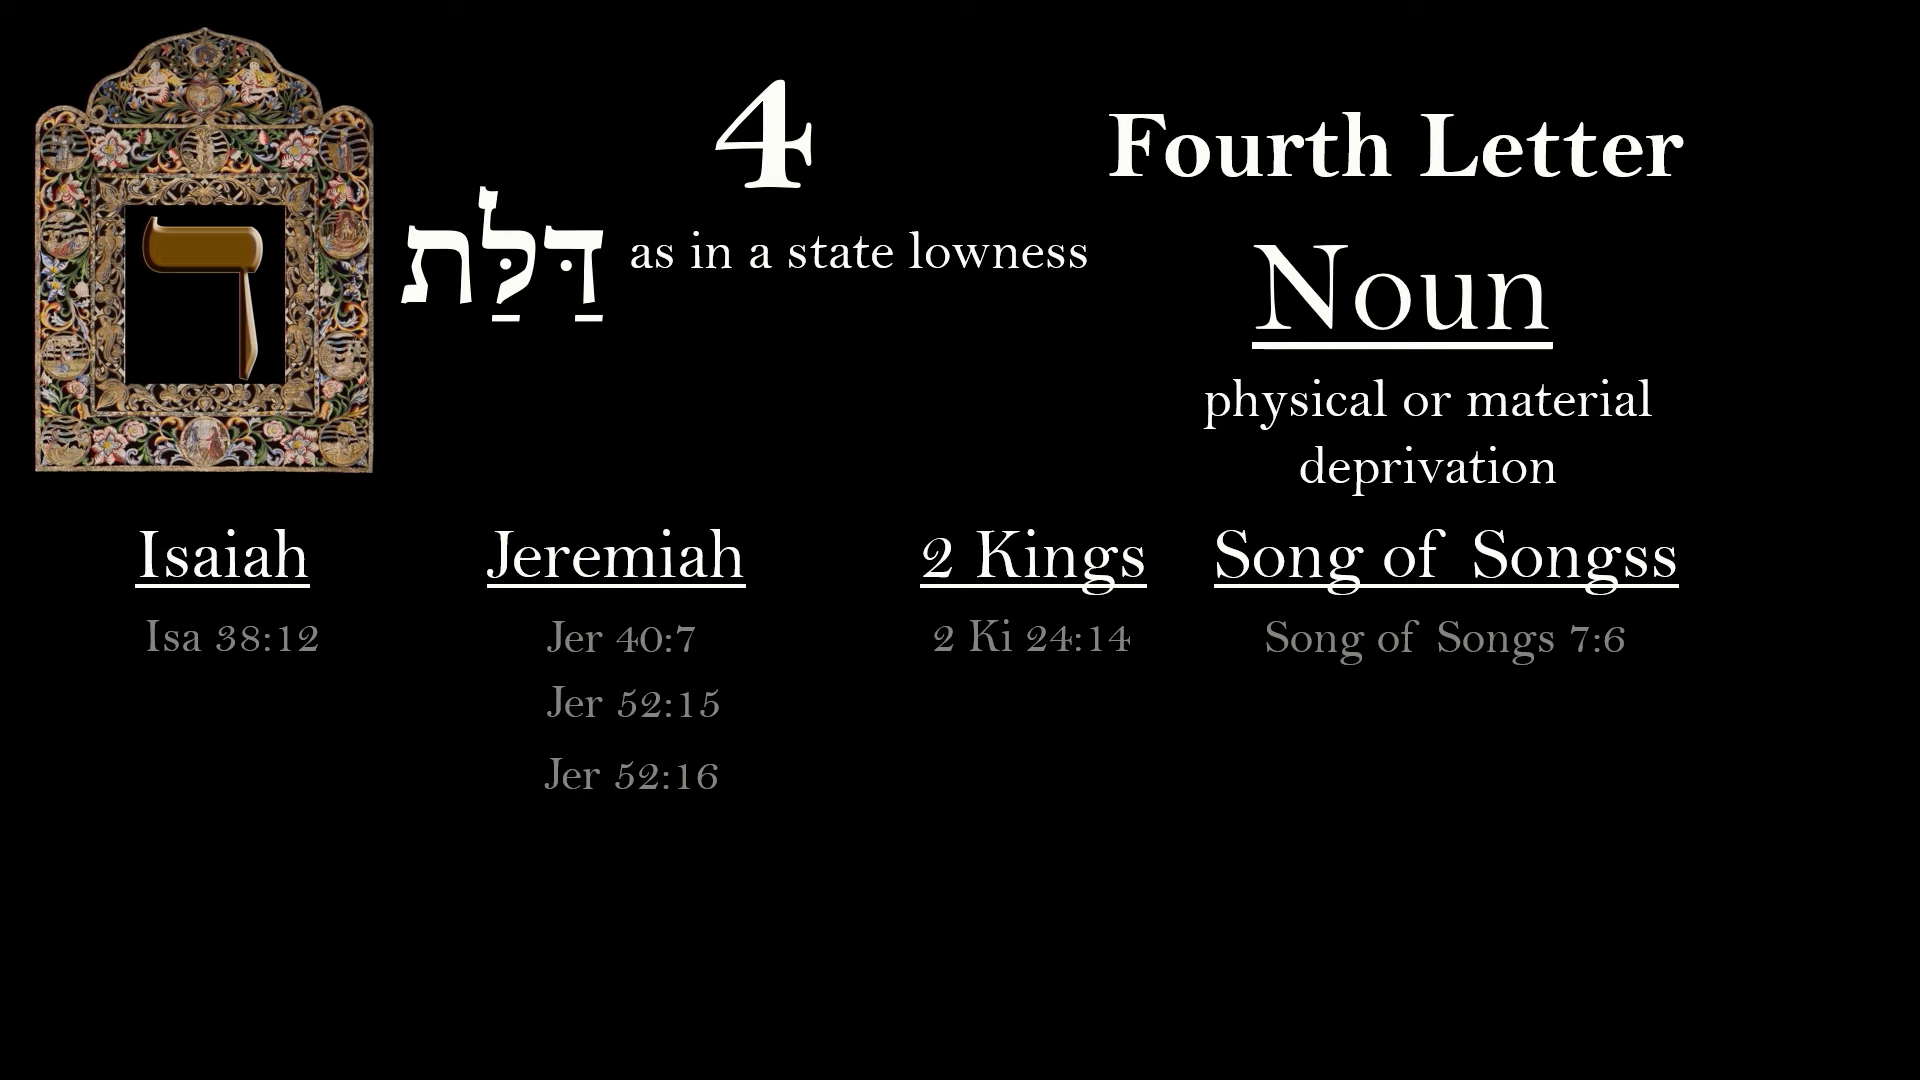 ד
4
Fourth Letter
דַּלַּת as in a state lowness
Noun
physical or material
deprivation
Isaiah
Isa 38:12
Jeremiah
Jer 40:7
Jer 52:15
Jer 52:16
2 Kings
2 Ki 24:14
Song of Songss
Song of Songs 7:6